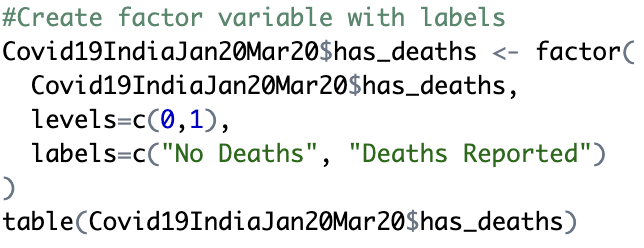 #Create factor variable with labels
Covid19IndiaJan20Mar20$has_deaths <- factor(
  Covid19IndiaJan20Mar20$has_deaths,
  levels=c(0,1),
  labels=c("No Deaths", "Deaths Reported")
)
table(Covid19IndiaJan20Mar20$has_deaths)